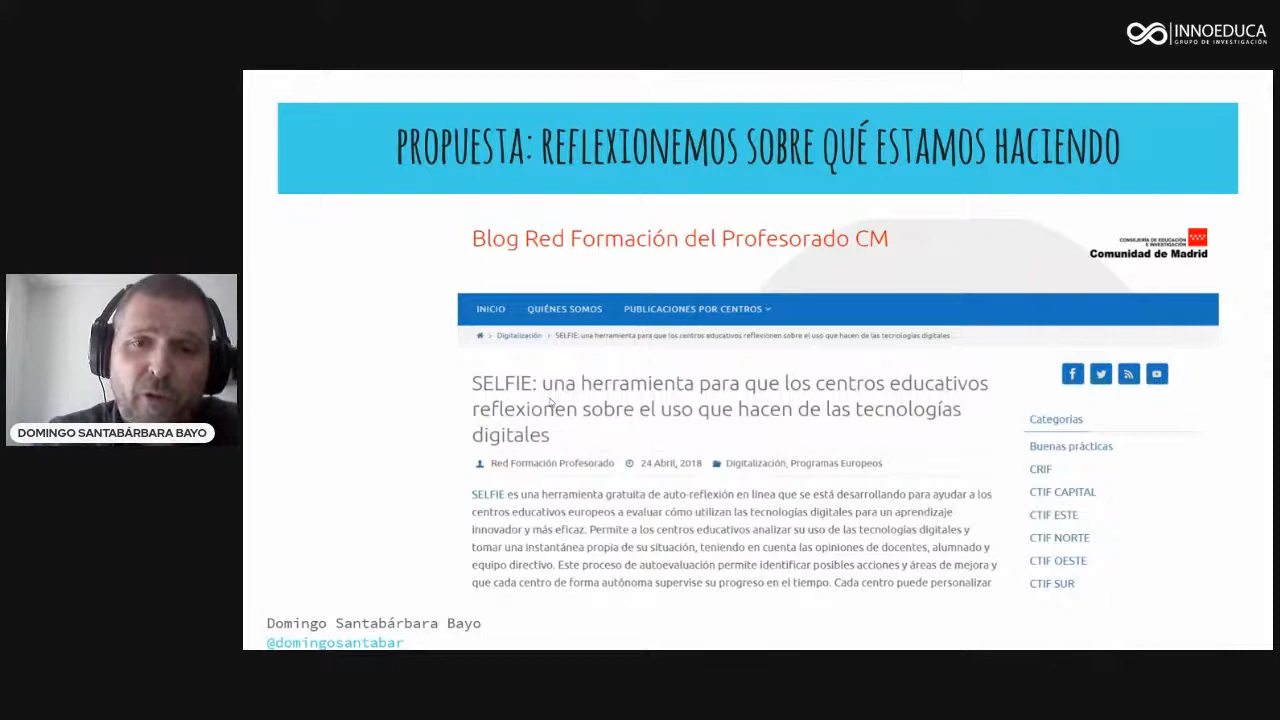 INNOEDUCA
GRUPO DE INVESTIGACIÓN
PROPUESTA: REFLEXIONEMOS SOBRE QUÉ ESTAMOS HACIENDO
Blog Red Formación del Profesorado CM
CONSEJERÍA DE EDUCACIÓN
E INVESTIGACIÓN
Comunidad de Madrid
INICIO QUIÉNES SOMOS PUBLICACIONES POR CENTROS
Digitalización > SELFIE: una herramienta para que los centros educativos reflexionen sobre el uso que hacen de las tecnologías digitales...
SELFIE: una herramienta para que los centros educativos
reflexionen sobre el uso que hacen de las tecnologías
digitales
Red Formación Profesorado 24 Abril, 2018 Digitalización, Programas Europeos
SELFIE es una herramienta gratuita de auto-reflexión en línea que se está desarrollando para ayudar a los
centros educativos europeos a evaluar cómo utilizan las tecnologías digitales para un aprendizaje
innovador y más eficaz. Permite a los centros educativos analizar su uso de las tecnologías digitales y
tomar una instantánea propia de su situación, teniendo en cuenta las opiniones de docentes, alumnado y
equipo directivo. Este proceso de autoevaluación permite identificar posibles acciones y áreas de mejora y
que cada centro de forma autónoma supervise su progreso en el tiempo. Cada centro puede personalizar
Categorías
Buenas prácticas
CRIF
CTIF CAPITAL
CTIF ESTE
CTIF NORTE
CTIF OESTE
CTIF SUR
DOMINGO SANTABÁRBARA BAYO
Domingo Santabárbara Bayo
@domingosantabar